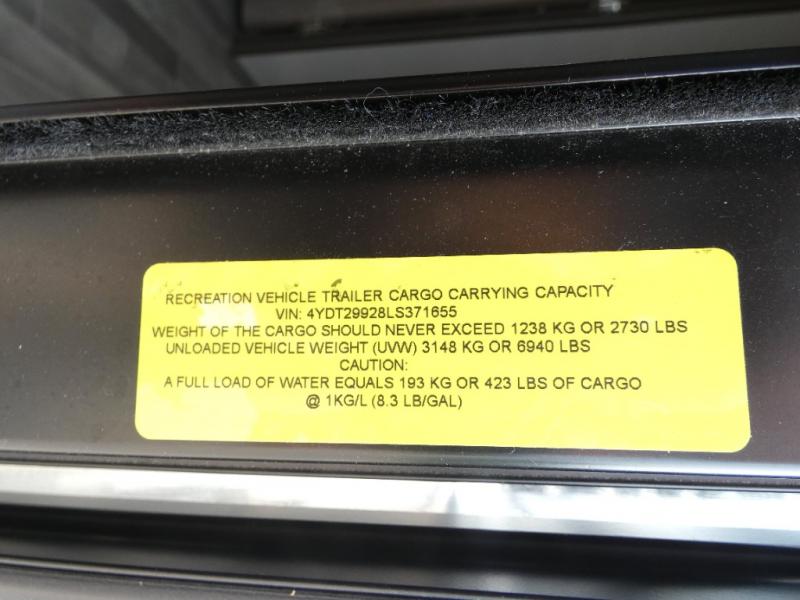 RECREATION VEHICLE TRAILER CARGO CARRYING CAPACITY
VIN: 4YDT29928LS371655
WEIGHT OF THE CARGO SHOULD NEVER EXCEED 1238 KG OR 2730 LBS
UNLOADED VEHICLE WEIGHT (UVW) 3148 KG OR 6940 LBS
CAUTION:
A FULL LOAD OF WATER EQUALS 193 KG OR 423 LBS OF CARGO
@ 1KG/L (8.3 LB/GAL)